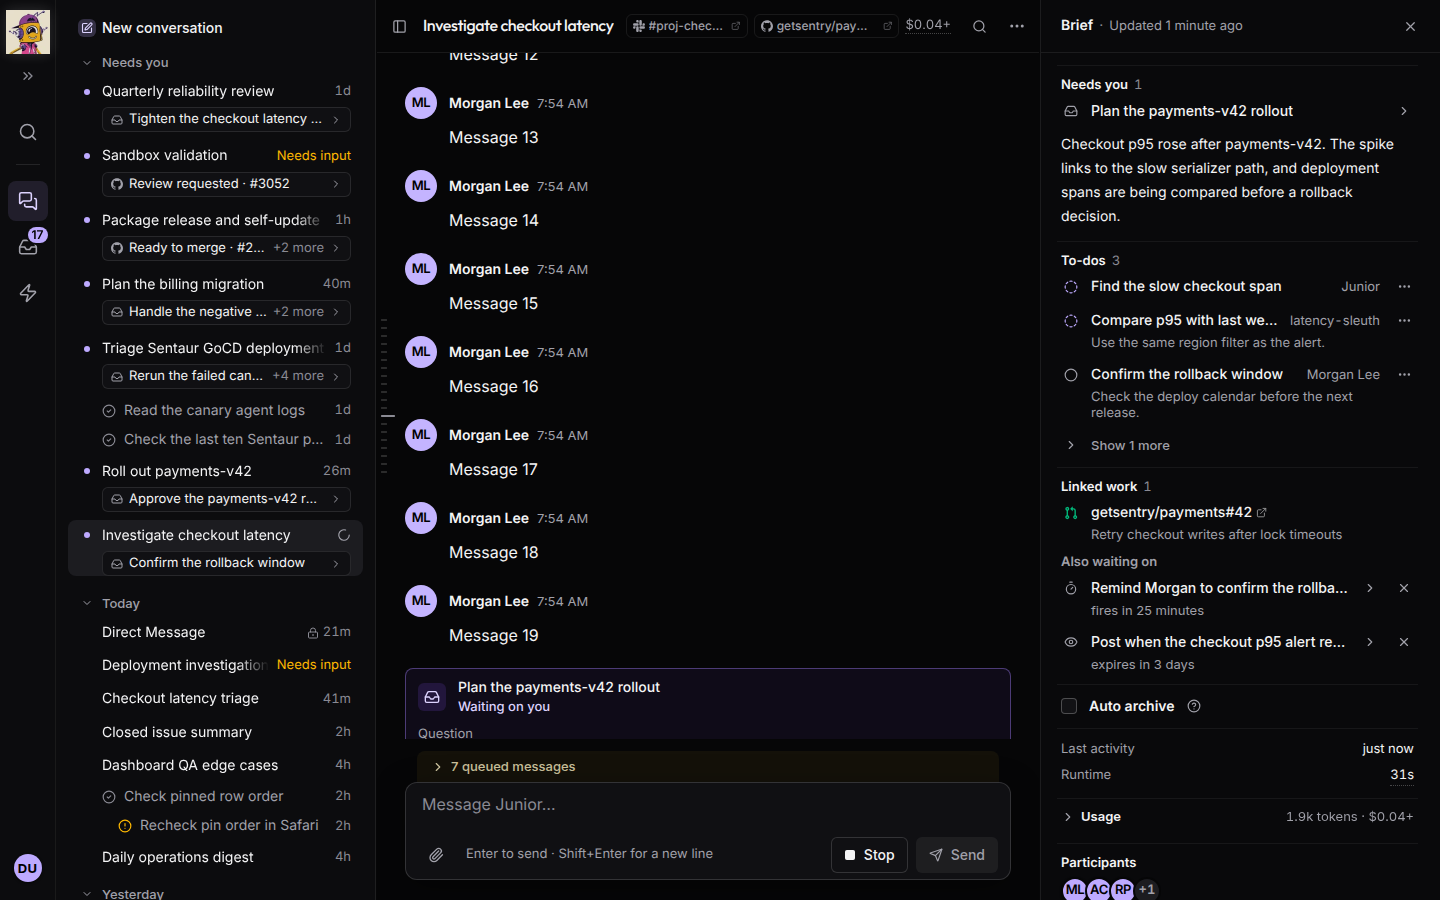 New conversation
Needs you
Quarterly reliability review 1d
Tighten the checkout latency ...
Sandbox validation Needs input
Review requested · #3052
Package release and self-update 1h
Ready to merge · #2... +2 more
Plan the billing migration 40m
Handle the negative ... +2 more
Triage Sentaur GoCD deployment 1d
Rerun the failed can... +4 more
Read the canary agent logs 1d
Check the last ten Sentaur p... 1d
Roll out payments-v42 26m
Approve the payments-v42 r...
Investigate checkout latency
Confirm the rollback window
Today
Direct Message 21m
Deployment investigation Needs input
Checkout latency triage 41m
Closed issue summary 2h
Dashboard QA edge cases 4h
Check pinned row order 2h
Recheck pin order in Safari 2h
Daily operations digest 4h
Yesterday
17
DU
Investigate checkout latency #proj-chec... getsentry/pay... $0.04+
Message 12
ML Morgan Lee 7:54 AM
Message 13
ML Morgan Lee 7:54 AM
Message 14
ML Morgan Lee 7:54 AM
Message 15
ML Morgan Lee 7:54 AM
Message 16
ML Morgan Lee 7:54 AM
Message 17
ML Morgan Lee 7:54 AM
Message 18
ML Morgan Lee 7:54 AM
Message 19
Plan the payments-v42 rollout
Waiting on you
Question
7 queued messages
Message Junior...
Enter to send · Shift+Enter for a new line Stop Send
Brief · Updated 1 minute ago
Needs you 1
Plan the payments-v42 rollout
Checkout p95 rose after payments-v42. The spike
links to the slow serializer path, and deployment
spans are being compared before a rollback
decision.
To-dos 3
Find the slow checkout span Junior
Compare p95 with last we... latency-sleuth
Use the same region filter as the alert.
Confirm the rollback window Morgan Lee
Check the deploy calendar before the next
release.
Show 1 more
Linked work 1
getsentry/payments#42
Retry checkout writes after lock timeouts
Also waiting on
Remind Morgan to confirm the rollba...
fires in 25 minutes
Post when the checkout p95 alert re...
expires in 3 days
Auto archive
Last activity just now
Runtime 31s
Usage 1.9k tokens · $0.04+
Participants
ML AC RP +1